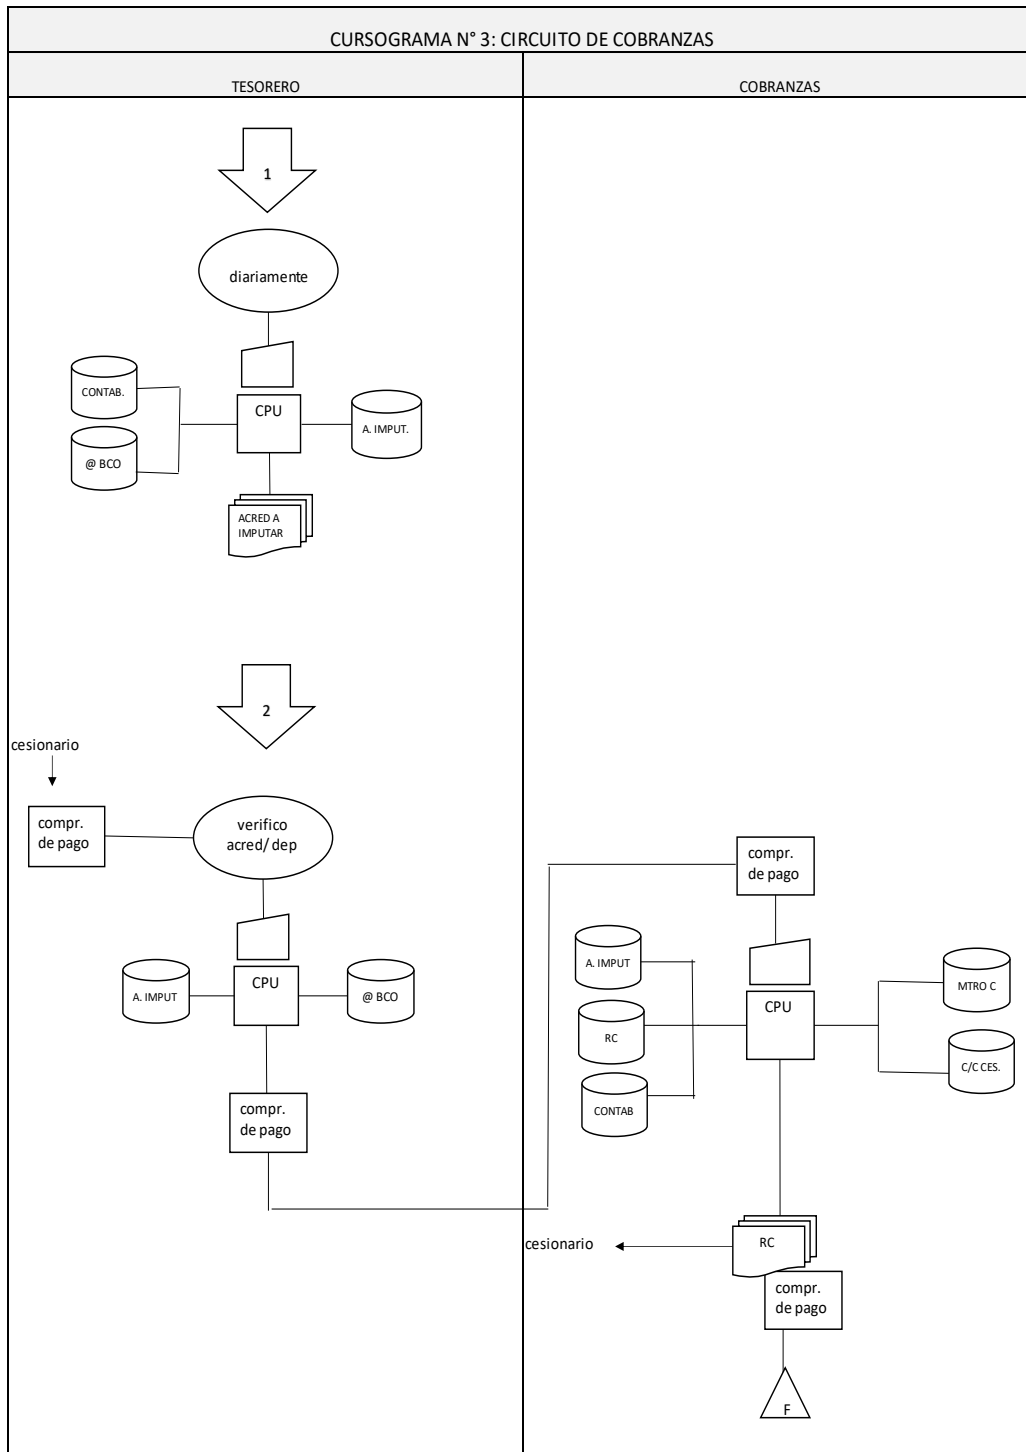 CURSOGRAMA N° 3: CIRCUITO DE COBRANZAS
TESORERO
COBRANZAS
1
diariamente
CONTAB.
@ BCO
CPU
A. IMPUT.
ACRED A
IMPUTAR
2
cesionario
compr.
de pago
verifico
acred/ dep
A. IMPUT
CPU
@ BCO
compr.
de pago
compr.
de pago
A. IMPUT
RC
CONTAB
CPU
MTRO C
C/C CES.
cesionario
RC
compr.
de pago
F